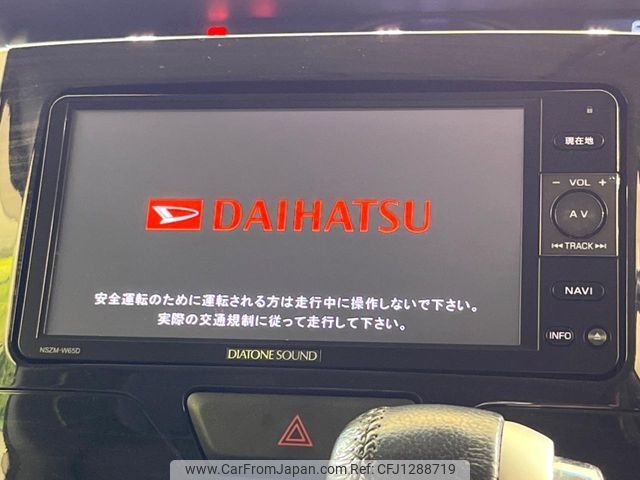 現在地
− VOL +
AV
⏮ TRACK ⏭
DAIHATSU
安全運転のために運転される方は走行中に操作しないで下さい。
実際の交通規制に従って走行して下さい。
NAVI
INFO
NSZM-W65D
DIATONE SOUND
www.CarFromJapan.com © CFJ1288719